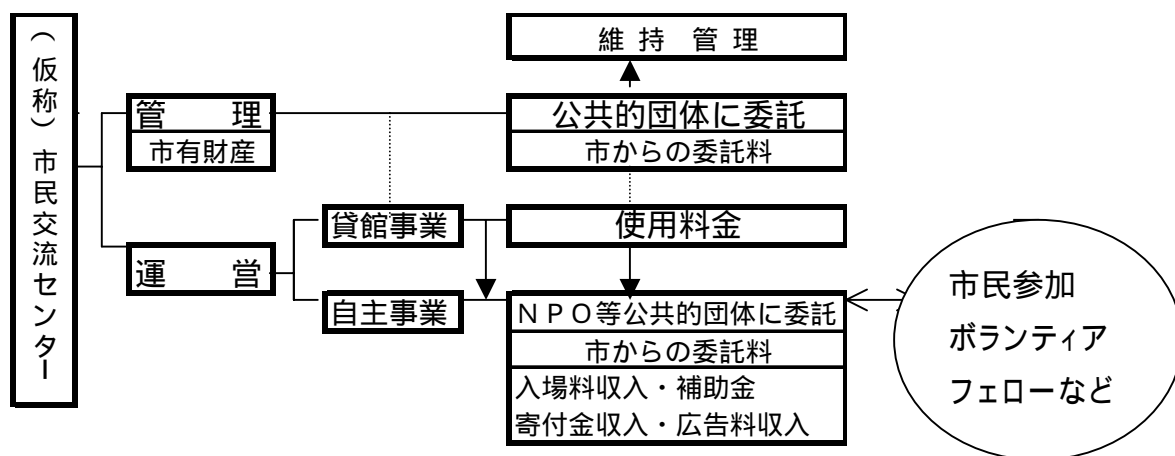 （仮称）市民交流センター
維 持　管 理
管　　理
市有財産
公共的団体に委託
市からの委託料
貸館事業
使用料金
運　　営
自主事業
ＮＰＯ等公共的団体に委託
市からの委託料
入場料収入・補助金
寄付金収入・広告料収入
市民参加
ボランティア
フェローなど